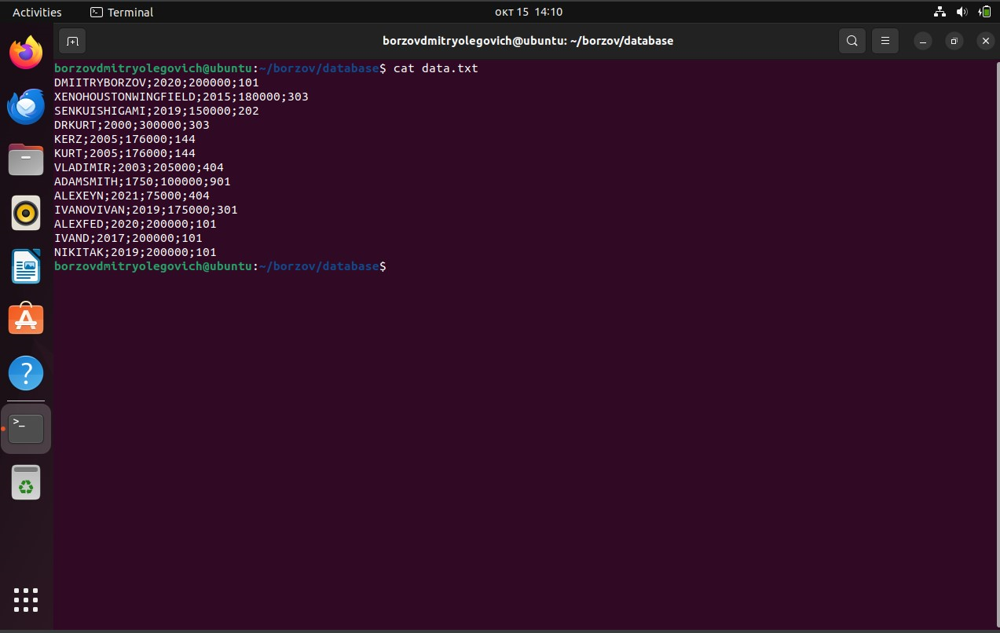 Activities Terminal окт 15 14:10
borzovdmitryolegovich@ubuntu: ~/borzov/database
borzovdmitryolegovich@ubuntu:~/borzov/database$ cat data.txt
DMIITRYBORZOV;2020;200000;101
XENOHOUSTONWINGFIELD;2015;180000;303
SENKUISHIGAMI;2019;150000;202
DRKURT;2000;300000;303
KERZ;2005;176000;144
KURT;2005;176000;144
VLADIMIR;2003;205000;404
ADAMSMITH;1750;100000;901
ALEXEYN;2021;75000;404
IVANOVIVAN;2019;175000;301
ALEXFED;2020;200000;101
IVAND;2017;200000;101
NIKITAK;2019;200000;101
borzovdmitryolegovich@ubuntu:~/borzov/database$